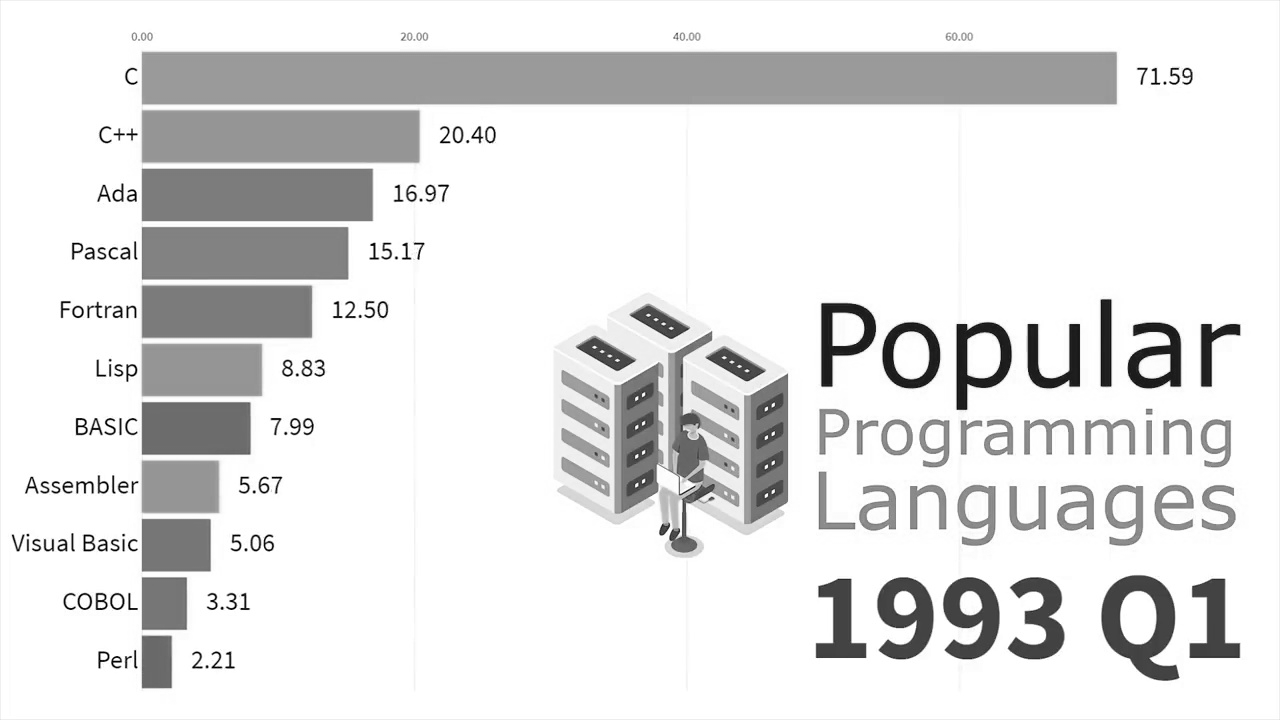 0.00 20.00 40.00 60.00
C 71.59
C++ 20.40
Ada 16.97
Pascal 15.17
Fortran 12.50
Lisp 8.83
BASIC 7.99
Assembler 5.67
Visual Basic 5.06
COBOL 3.31
Perl 2.21
Popular
Programming
Languages
1993 Q1